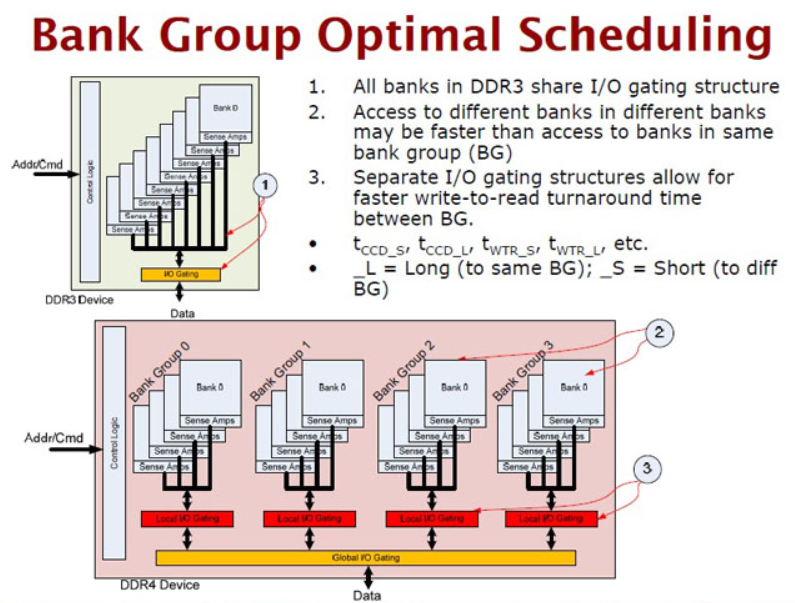 Bank Group Optimal Scheduling
1. All banks in DDR3 share I/O gating structure
2. Access to different banks in different banks
may be faster than access to banks in same
bank group (BG)
3. Separate I/O gating structures allow for
faster write-to-read turnaround time
between BG.
• tCCD_S, tCCD_L, tWTR_S, tWTR_L, etc.
• _L = Long (to same BG); _S = Short (to diff
BG)
Addr/Cmd
Control Logic
Bank 0
Sense Amps
Sense Amps
Sense Amps
Sense Amps
Sense Amps
Sense Amps
Sense Amps
Sense Amps
1
I/O Gating
DDR3 Device
Data
Addr/Cmd
Control Logic
Bank Group 0
Bank 0
Sense Amps
Sense Amps
Sense Amps
Sense Amps
Local I/O Gating
Bank Group 1
Bank 0
Sense Amps
Sense Amps
Sense Amps
Sense Amps
Local I/O Gating
Bank Group 2
Bank 0
Sense Amps
Sense Amps
Sense Amps
Sense Amps
Local I/O Gating
Bank Group 3
Bank 0
Sense Amps
Sense Amps
Sense Amps
Sense Amps
Local I/O Gating
2
3
Global I/O Gating
DDR4 Device
Data